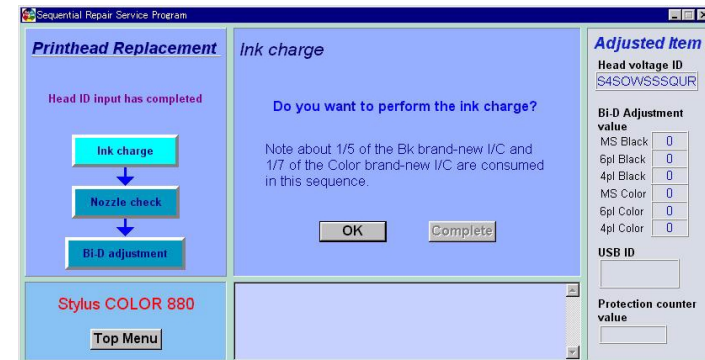 Sequential Repair Service Program
Printhead Replacement
Head ID input has completed
Ink charge
Nozzle check
Bi-D adjustment
Stylus COLOR 880
Top Menu
Ink charge
Do you want to perform the ink charge?
Note about 1/5 of the Bk brand-new I/C and
1/7 of the Color brand-new I/C are consumed
in this sequence.
OK
Complete
Adjusted Item
Head voltage ID
S4SOWSSSQUR
Bi-D Adjustment
value
MS Black 0
6pl Black 0
4pl Black 0
MS Color 0
6pl Color 0
4pl Color 0
USB ID
Protection counter
value